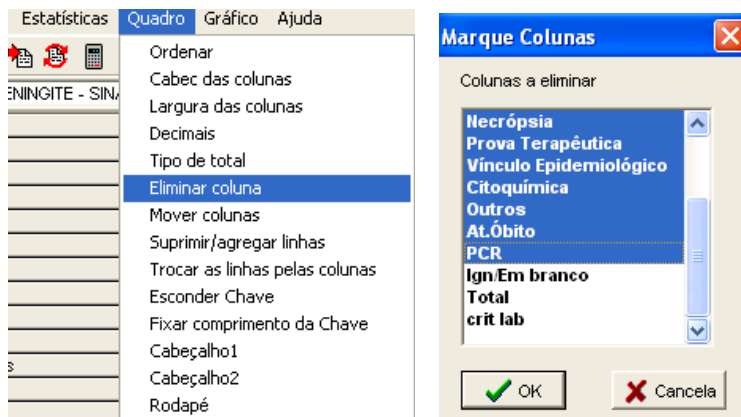 Estatísticas Quadro Gráfico Ajuda
ENINGITE - SIN
Ordenar
Cabec das colunas
Largura das colunas
Decimais
Tipo de total
Eliminar coluna
Mover colunas
Suprimir/agregar linhas
Trocar as linhas pelas colunas
Esconder Chave
Fixar comprimento da Chave
Cabeçalho1
s
Cabeçalho2
Rodapé
Marque Colunas
Colunas a eliminar
Necrópsia
Prova Terapêutica
Vínculo Epidemiológico
Citoquímica
Outros
At.Óbito
PCR
Ign/Em branco
Total
crit lab
OK Cancela